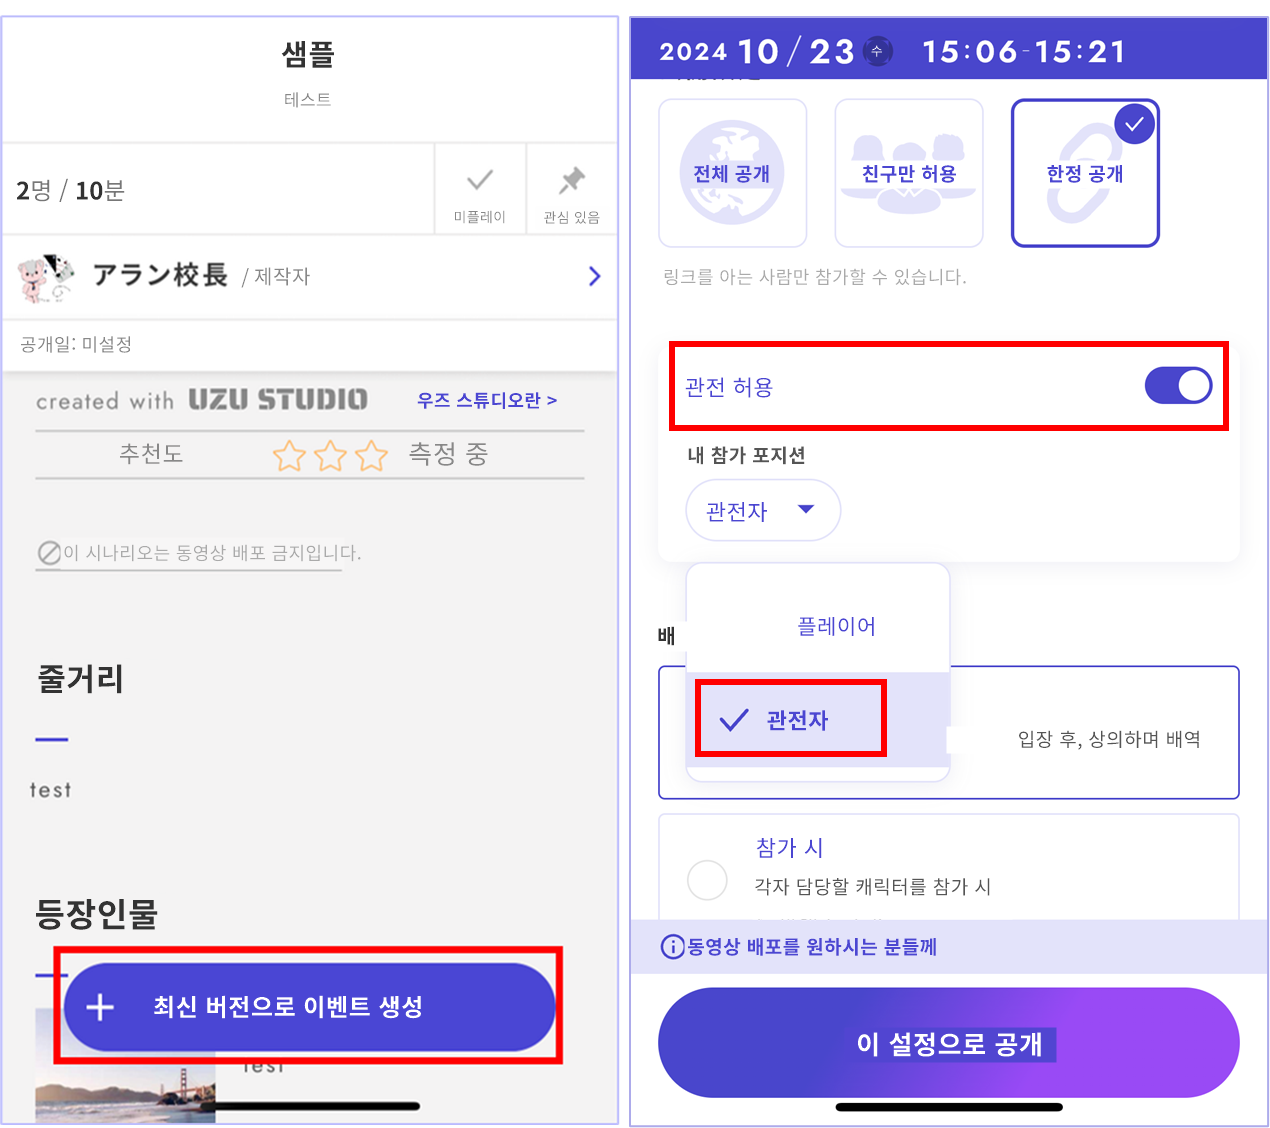 샘플
테스트
2명 / 10분
미플레이
관심 있음
アラン校長 / 제작자
공개일: 미설정
created with UZU STUDIO 우즈 스튜디오란 >
추천도 측정 중
이 시나리오는 동영상 배포 금지입니다.
줄거리
test
등장인물
최신 버전으로 이벤트 생성
test
2024 10/23 수 15:06-15:21
전체 공개
친구만 허용
한정 공개
링크를 아는 사람만 참가할 수 있습니다.
관전 허용
내 참가 포지션
관전자
플레이어
관전자
배
입장 후, 상의하며 배역
참가 시
각자 담당할 캐릭터를 참가 시
동영상 배포를 원하시는 분들께
이 설정으로 공개